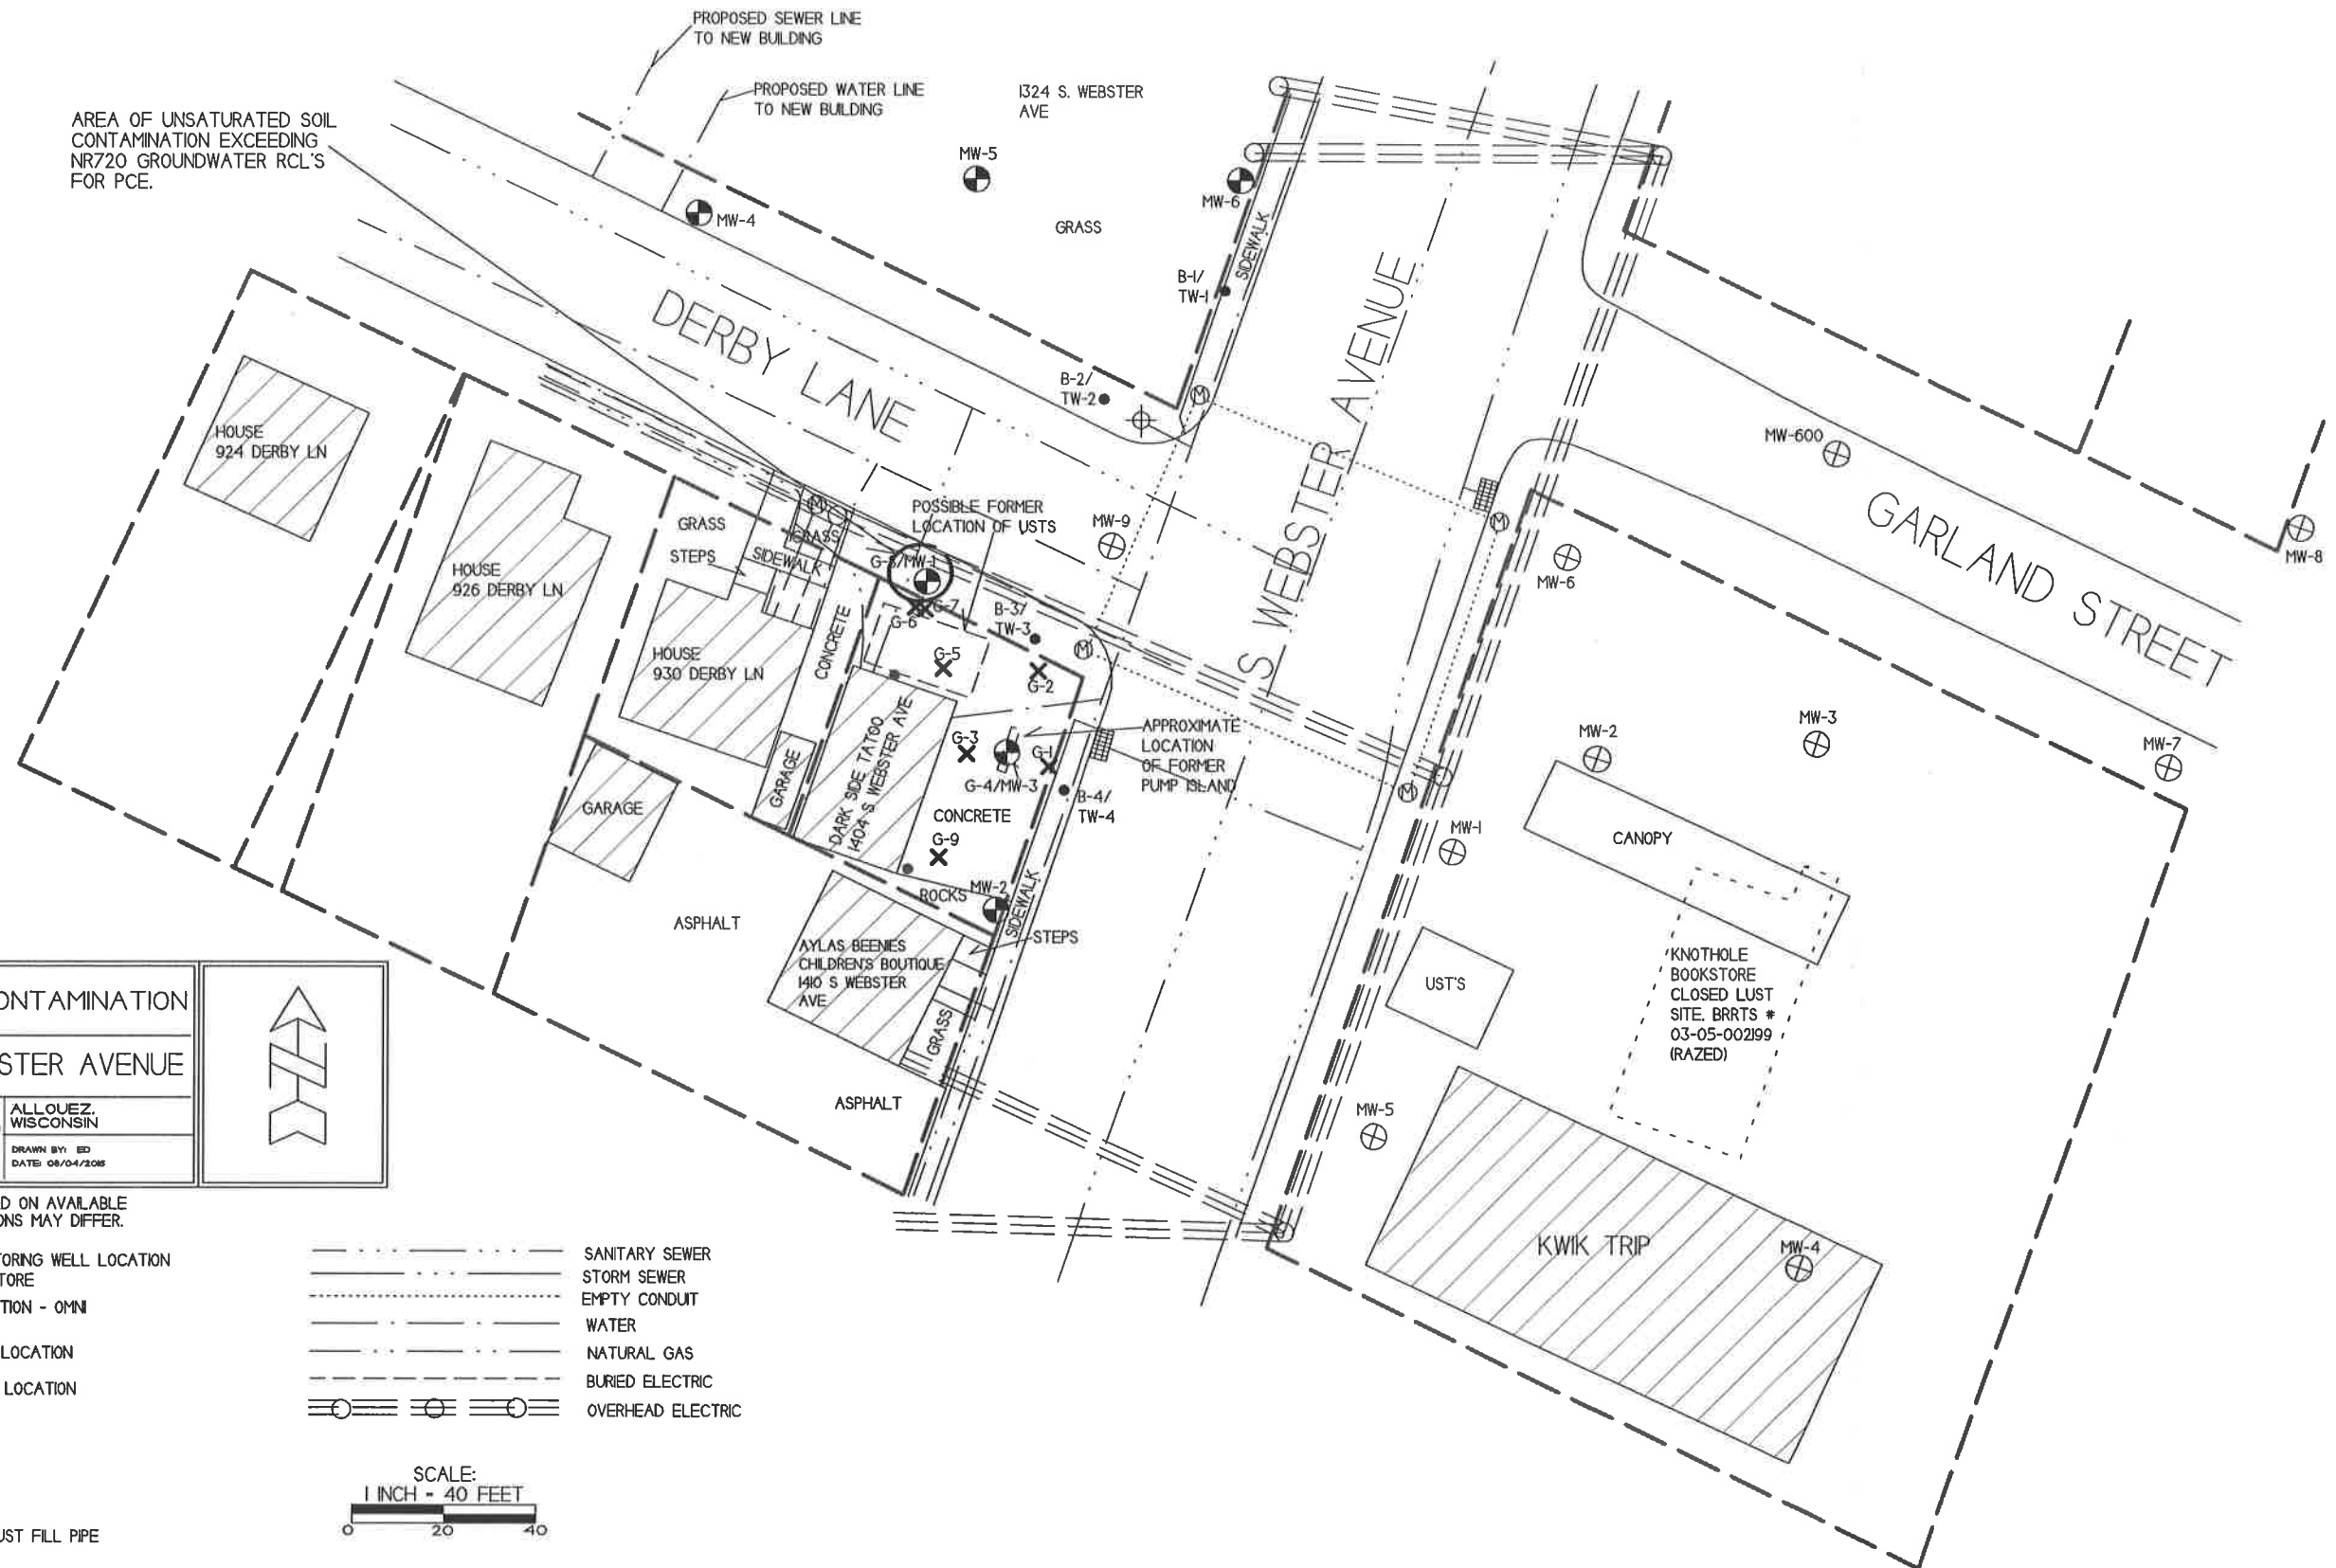 PROPOSED SEWER LINE
TO NEW BUILDING
PROPOSED WATER LINE
TO NEW BUILDING
1324 S. WEBSTER
AVE
AREA OF UNSATURATED SOIL
CONTAMINATION EXCEEDING
NR720 GROUNDWATER RCL'S
FOR PCE.
MW-5
MW-4
MW-6
GRASS
SIDEWALK
B-1/
TW-1
DERBY LANE
B-2/
TW-2
M
S WEBSTER AVENUE
MW-600
GARLAND STREET
MW-8
HOUSE
924 DERBY LN
HOUSE
926 DERBY LN
GRASS
STEPS
SIDEWALK
GRASS
M
POSSIBLE FORMER
LOCATION OF USTS
MW-9
M
MW-6
G-7
G-6
B-3/
TW-3
M
HOUSE
930 DERBY LN
CONCRETE
G-5
G-2
GARAGE
GARAGE
DARK SIDE TATOO
1404 S WEBSTER AVE
G-3
G-1
G-4/MW-3
APPROXIMATE
LOCATION
OF FORMER
PUMP ISLAND
B-4/
TW-4
M
CONCRETE
G-9
ROCKS
MW-2
SIDEWALK
STEPS
ASPHALT
AYLAS BEENIES
CHILDREN'S BOUTIQUE
1410 S WEBSTER
AVE
GRASS
ASPHALT
MW-2
MW-3
MW-7
MW-1
CANOPY
UST'S
KNOTHOLE
BOOKSTORE
CLOSED LUST
SITE. BRRTS #
03-05-002199
(RAZED)
MW-5
KWIK TRIP
MW-4
ONTAMINATION
STER AVENUE
ALLOUEZ,
WISCONSIN
DRAWN BY: ED
N
D ON AVAILABLE
ONS MAY DIFFER.
TORING WELL LOCATION
TORE
TION - OMNI
LOCATION
LOCATION
UST FILL PIPE
SANITARY SEWER
STORM SEWER
EMPTY CONDUIT
WATER
NATURAL GAS
BURIED ELECTRIC
OVERHEAD ELECTRIC
SCALE:
1 INCH - 40 FEET
0 20 40